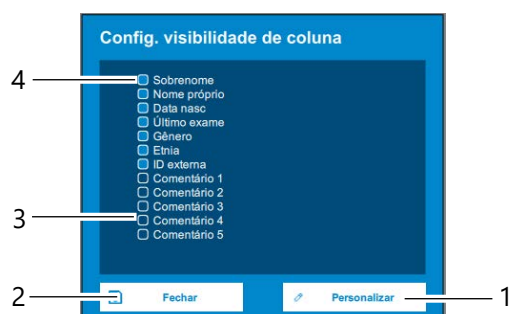 Config. visibilidade de coluna
4
Sobrenome
Nome próprio
Data nasc
Último exame
Gênero
Etnia
ID externa
Comentário 1
Comentário 2
Comentário 3
3
Comentário 4
Comentário 5
2
Fechar
Personalizar
1